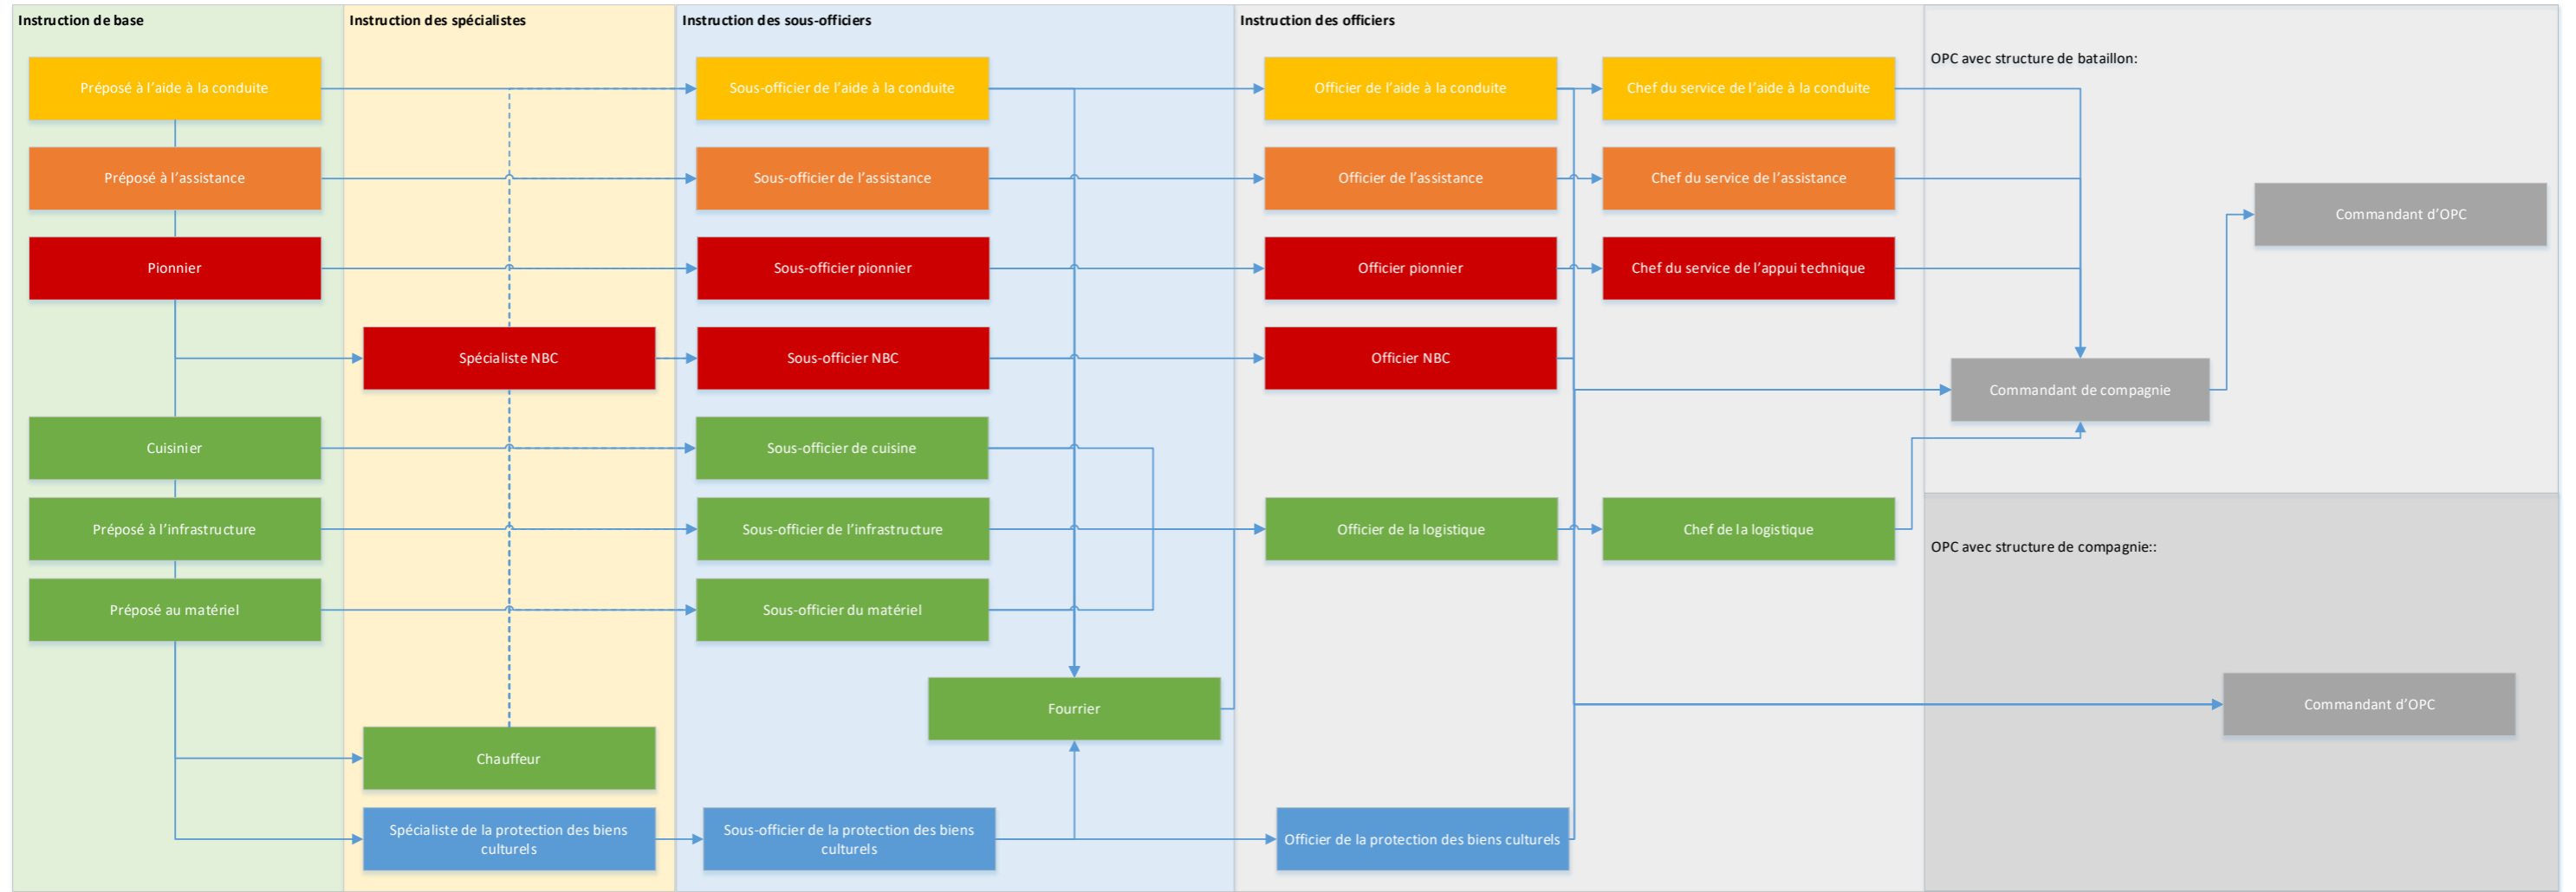 Instruction de base
Instruction des spécialistes
Instruction des sous-officiers
Instruction des officiers
OPC avec structure de bataillon:
Préposé à l'aide à la conduite
Sous-officier de l'aide à la conduite
Officier de l'aide à la conduite
Chef du service de l'aide à la conduite
Préposé à l'assistance
Sous-officier de l'assistance
Officier de l'assistance
Chef du service de l'assistance
Commandant d'OPC
Pionnier
Sous-officier pionnier
Officier pionnier
Chef du service de l'appui technique
Spécialiste NBC
Sous-officier NBC
Officier NBC
Commandant de compagnie
Cuisinier
Sous-officier de cuisine
Préposé à l'infrastructure
Sous-officier de l'infrastructure
Officier de la logistique
Chef de la logistique
OPC avec structure de compagnie::
Préposé au matériel
Sous-officier du matériel
Fourrier
Commandant d'OPC
Chauffeur
Spécialiste de la protection des biens
culturels
Sous-officier de la protection des biens
culturels
Officier de la protection des biens culturels